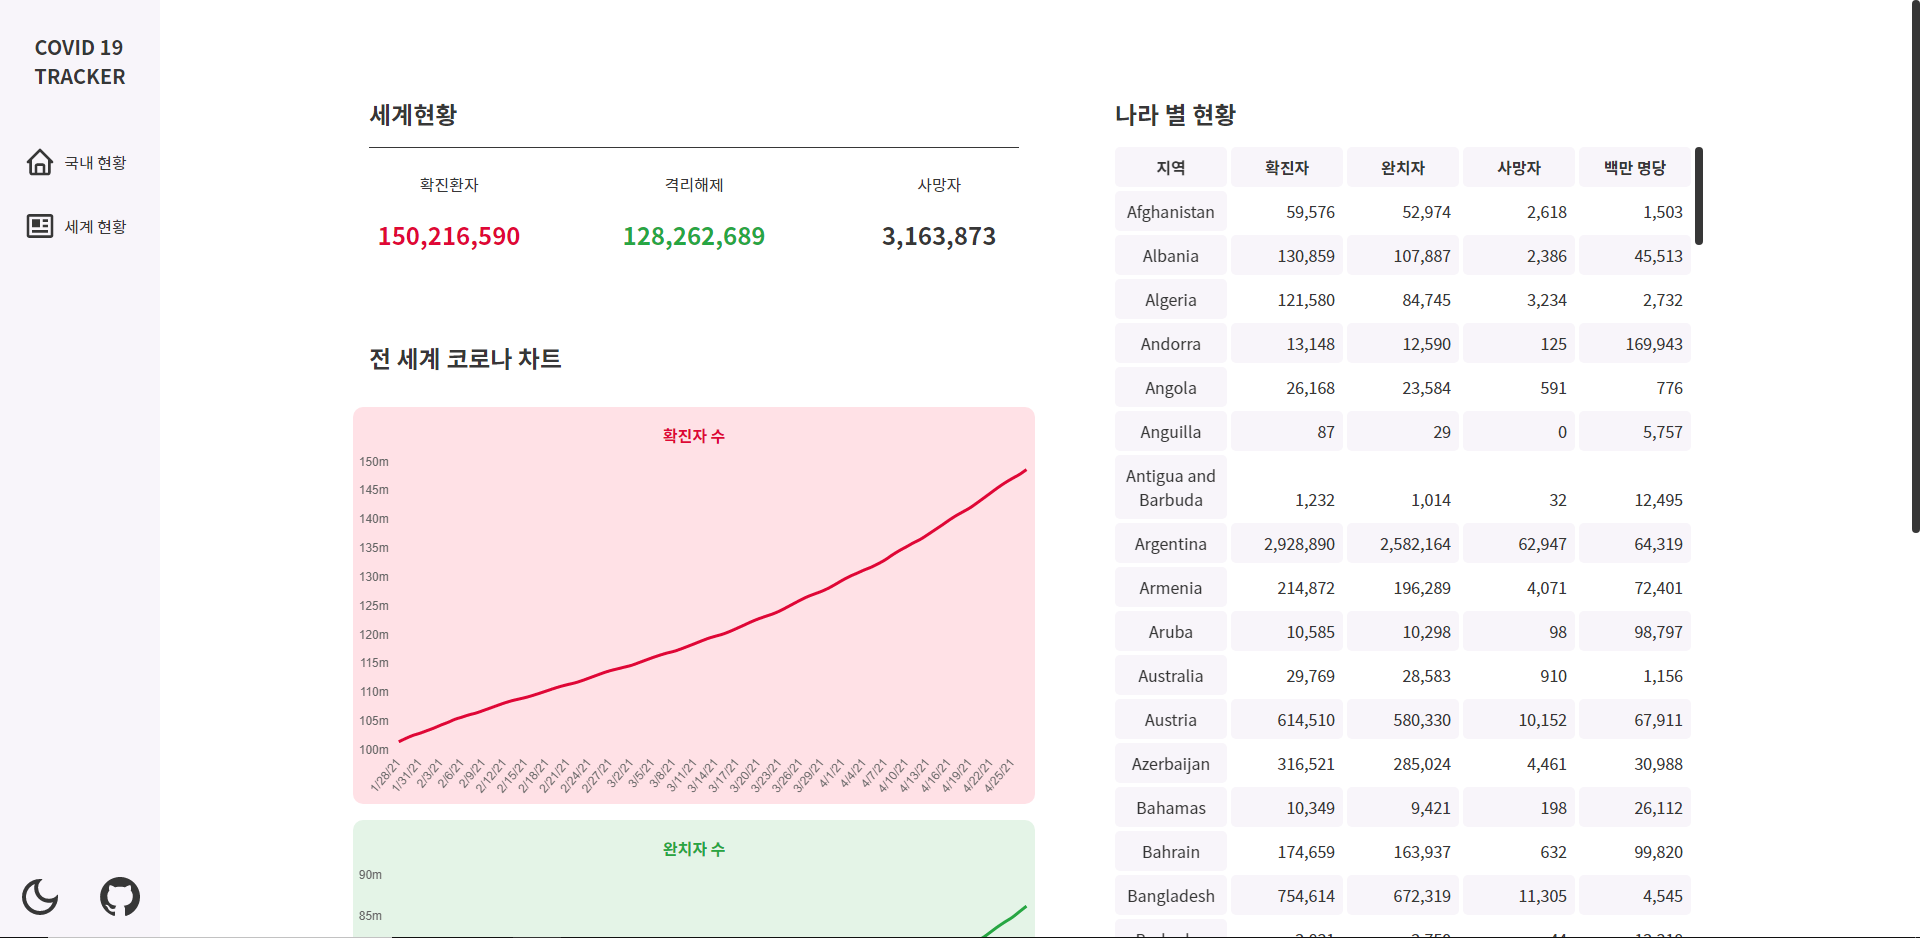 COVID 19
TRACKER
국내 현황
세계 현황
세계현황
확진환자 격리해제 사망자
150,216,590 128,262,689 3,163,873
전 세계 코로나 차트
확진자 수
150m
145m
140m
135m
130m
125m
120m
115m
110m
105m
100m
1/28/21 1/31/21 2/3/21 2/6/21 2/9/21 2/12/21 2/15/21 2/18/21 2/21/21 2/24/21 2/27/21 3/2/21 3/5/21 3/8/21 3/11/21 3/14/21 3/17/21 3/20/21 3/23/21 3/26/21 3/29/21 4/1/21 4/4/21 4/7/21 4/10/21 4/13/21 4/16/21 4/19/21 4/22/21 4/25/21
완치자 수
90m
85m
나라 별 현황
지역 확진자 완치자 사망자 백만 명당
Afghanistan 59,576 52,974 2,618 1,503
Albania 130,859 107,887 2,386 45,513
Algeria 121,580 84,745 3,234 2,732
Andorra 13,148 12,590 125 169,943
Angola 26,168 23,584 591 776
Anguilla 87 29 0 5,757
Antigua and
Barbuda 1,232 1,014 32 12,495
Argentina 2,928,890 2,582,164 62,947 64,319
Armenia 214,872 196,289 4,071 72,401
Aruba 10,585 10,298 98 98,797
Australia 29,769 28,583 910 1,156
Austria 614,510 580,330 10,152 67,911
Azerbaijan 316,521 285,024 4,461 30,988
Bahamas 10,349 9,421 198 26,112
Bahrain 174,659 163,937 632 99,820
Bangladesh 754,614 672,319 11,305 4,545